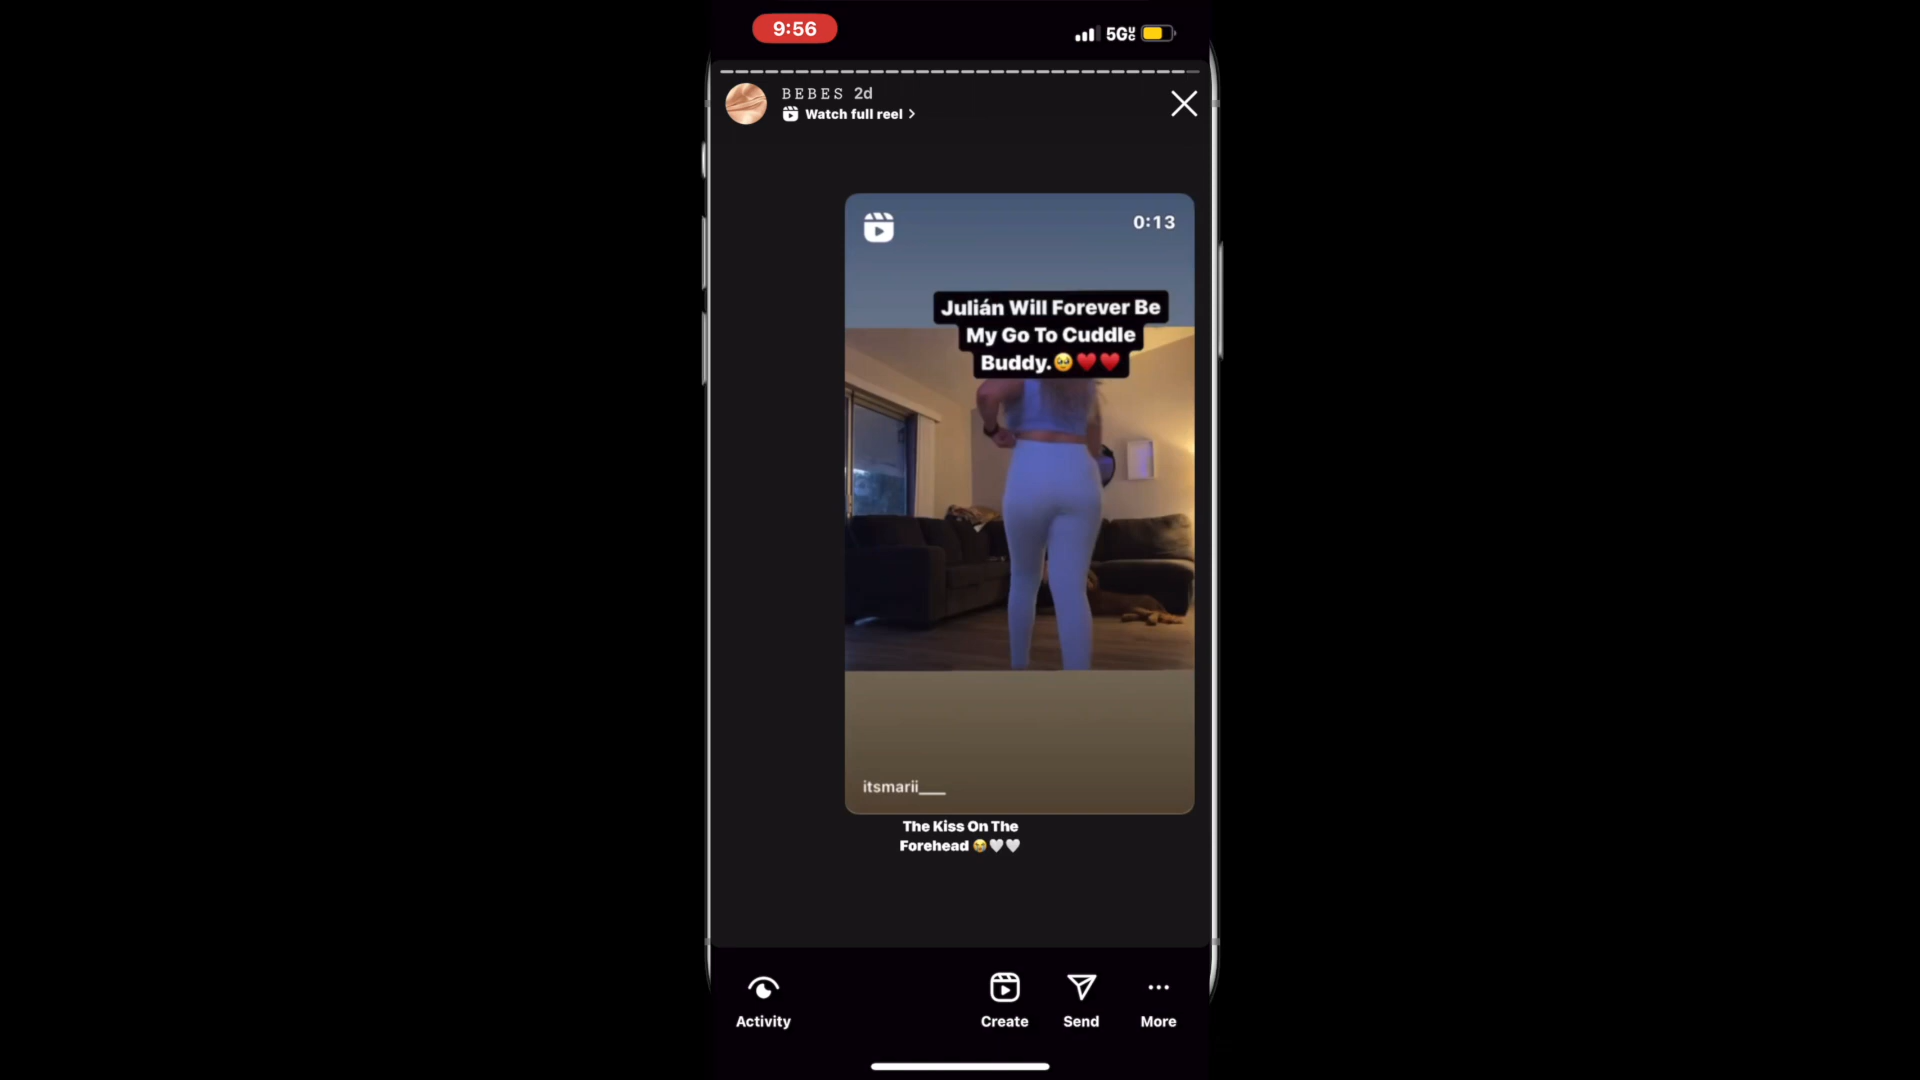 9:56
5G UC
BEBES 2d
Watch full reel >
0:13
Julián Will Forever Be
My Go To Cuddle
Buddy.🥹♥️♥️
itsmarii___
The Kiss On The
Forehead 😭🤍🤍
Activity
Create
Send
More